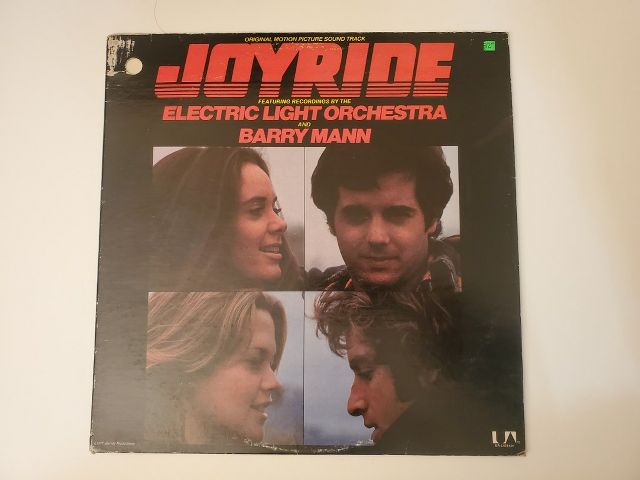 ORIGINAL MOTION PICTURE SOUND TRACK
JOYRIDE
FEATURING RECORDINGS BY THE
ELECTRIC LIGHT ORCHESTRA
AND
BARRY MANN
UA